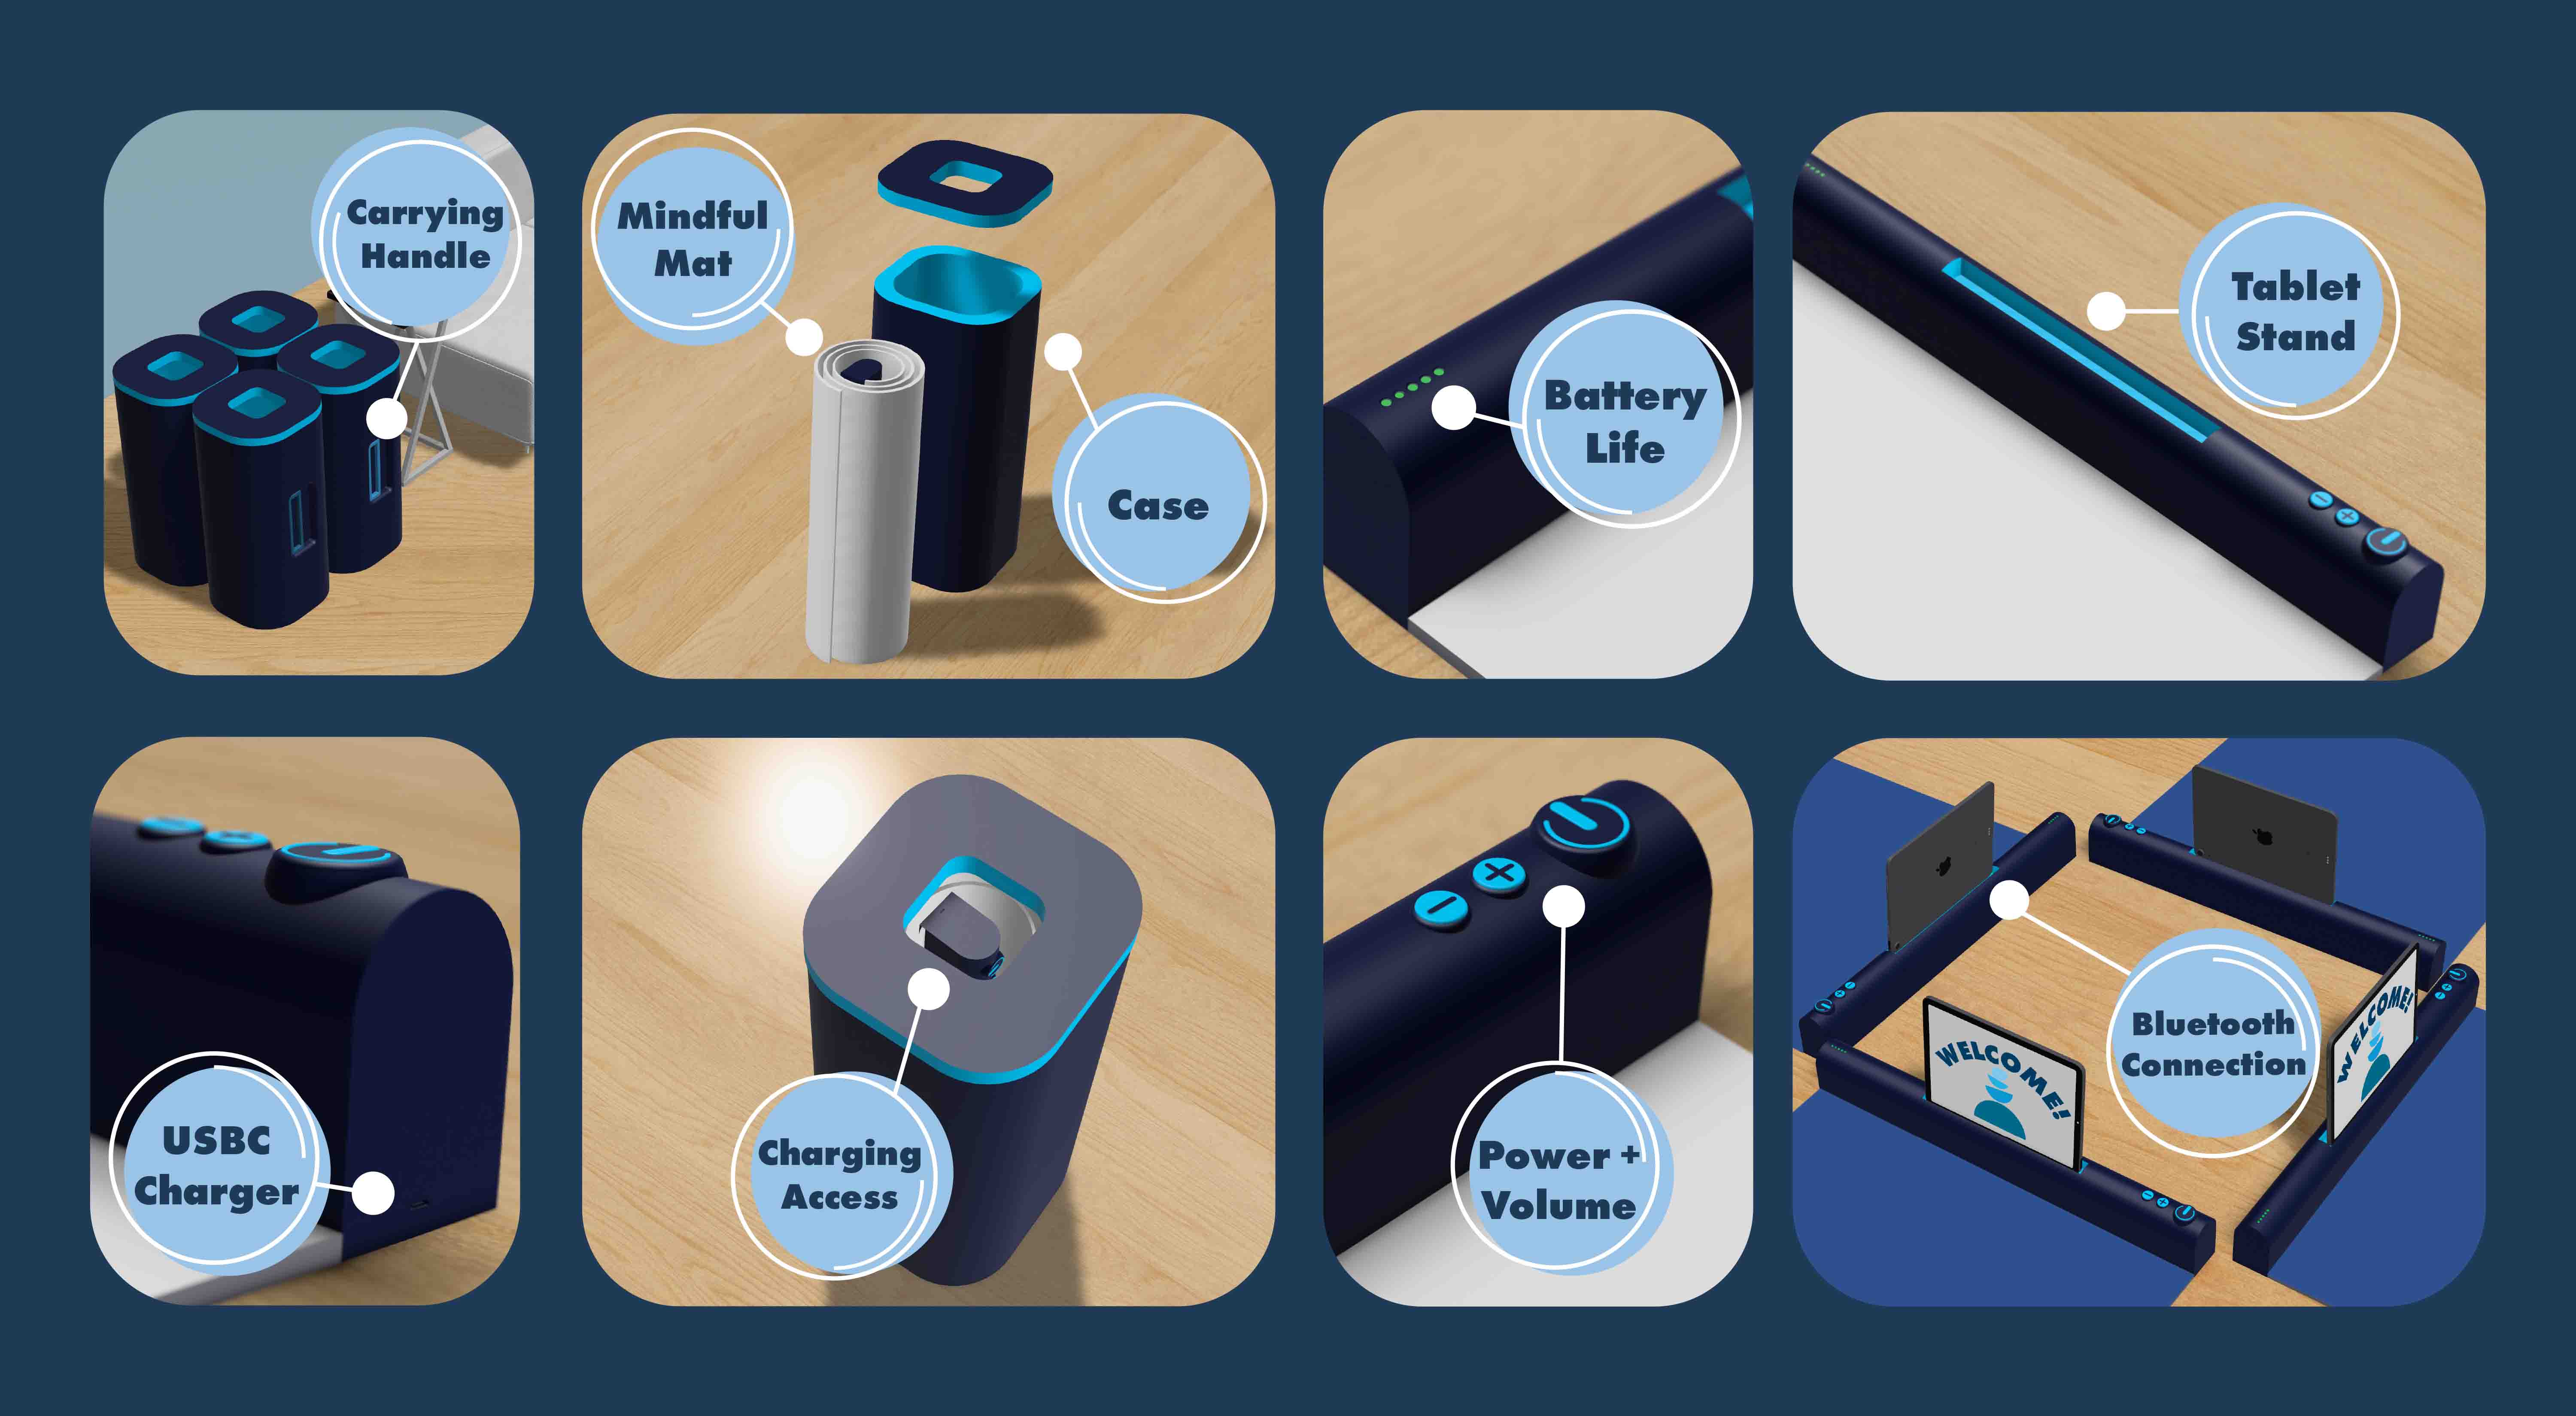 Carrying
Handle
Mindful
Mat
Case
Battery
Life
Tablet
Stand
USBC
Charger
Charging
Access
Power +
Volume
Bluetooth
Connection
WELCOME!
WELCOME!